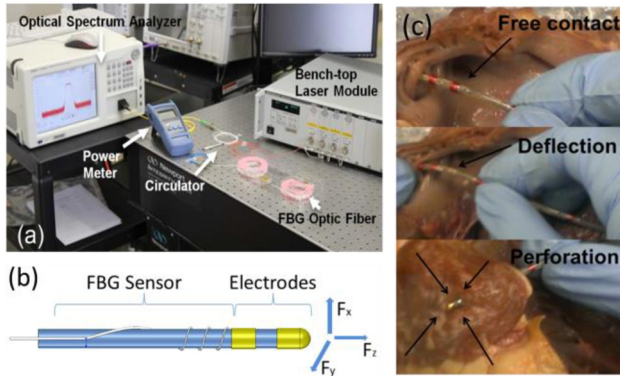 Optical Spectrum Analyzer
Bench-top
Laser Module
Power
Meter
Circulator
Newport
FBG Optic Fiber
(a)
(b)
FBG Sensor
Electrodes
Fx
Fz
Fy
(c)
Free contact
Deflection
Perforation